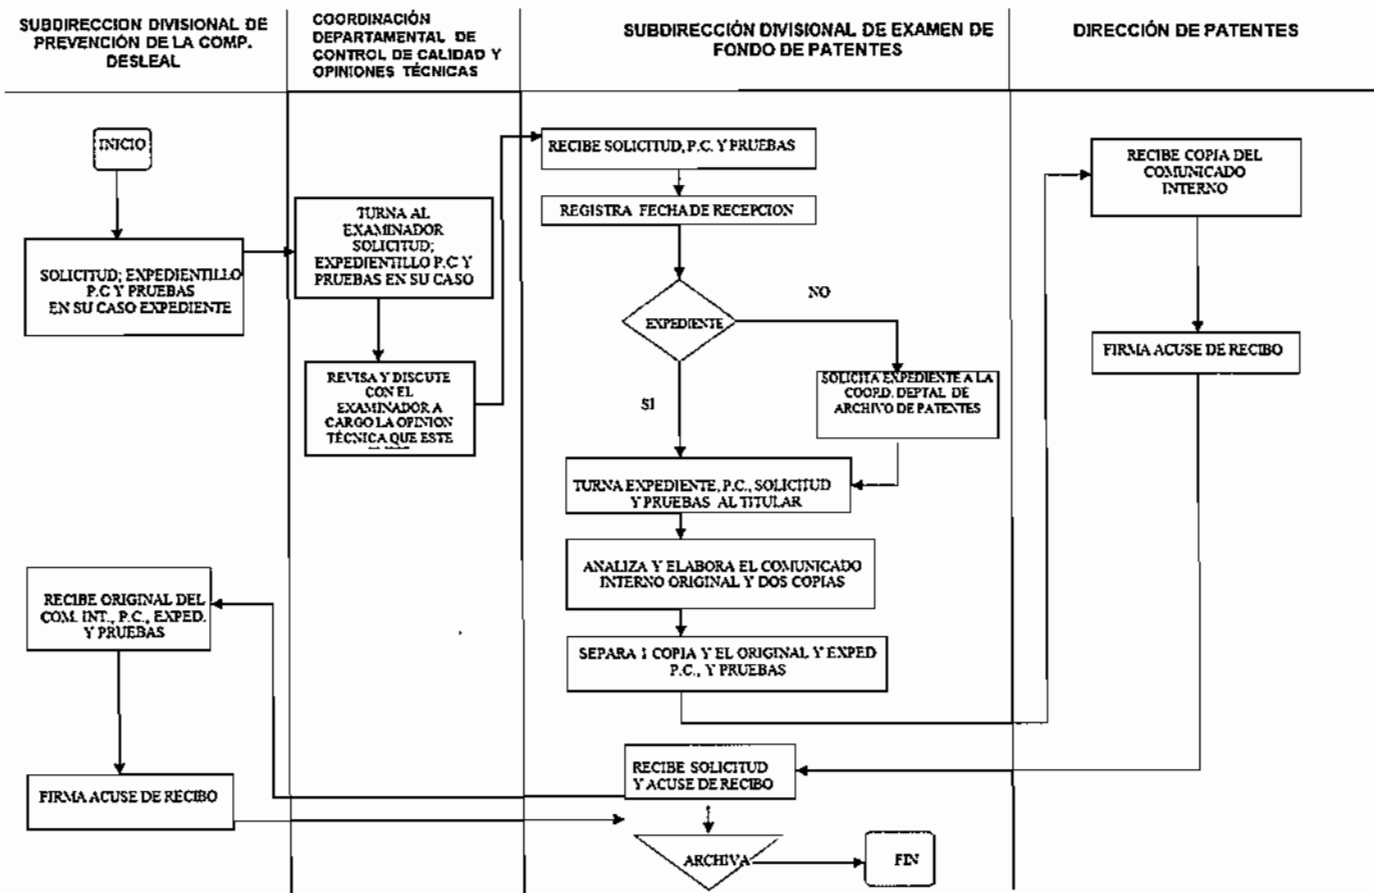 SUBDIRECCION DIVISIONAL DE
PREVENCIÓN DE LA COMP.
DESLEAL
COORDINACIÓN
DEPARTAMENTAL DE
CONTROL DE CALIDAD Y
OPINIONES TÉCNICAS
SUBDIRECCIÓN DIVISIONAL DE EXAMEN DE
FONDO DE PATENTES
DIRECCIÓN DE PATENTES
INICIO
SOLICITUD; EXPEDIENTILLO
P.C Y PRUEBAS
EN SU CASO EXPEDIENTE
TURNA AL
EXAMINADOR
SOLICITUD;
EXPEDIENTILLO P.C Y
PRUEBAS EN SU CASO
REVISA Y DISCUTE
CON EL
EXAMINADOR A
CARGO LA OPINION
TÉCNICA QUE ESTE
RECIBE SOLICITUD, P.C. Y PRUEBAS
REGISTRA FECHA DE RECEPCION
EXPEDIENTE
NO
SI
SOLICITA EXPEDIENTE A LA
COORD. DEPTAL DE
ARCHIVO DE PATENTES
TURNA EXPEDIENTE, P.C., SOLICITUD
Y PRUEBAS AL TITULAR
ANALIZA Y ELABORA EL COMUNICADO
INTERNO ORIGINAL Y DOS COPIAS
SEPARA 1 COPIA Y EL ORIGINAL Y EXPED
P.C., Y PRUEBAS
RECIBE COPIA DEL
COMUNICADO
INTERNO
FIRMA ACUSE DE RECIBO
RECIBE SOLICITUD
Y ACUSE DE RECIBO
RECIBE ORIGINAL DEL
COM. INT., P.C., EXPED.
Y PRUEBAS
FIRMA ACUSE DE RECIBO
ARCHIVA
FIN